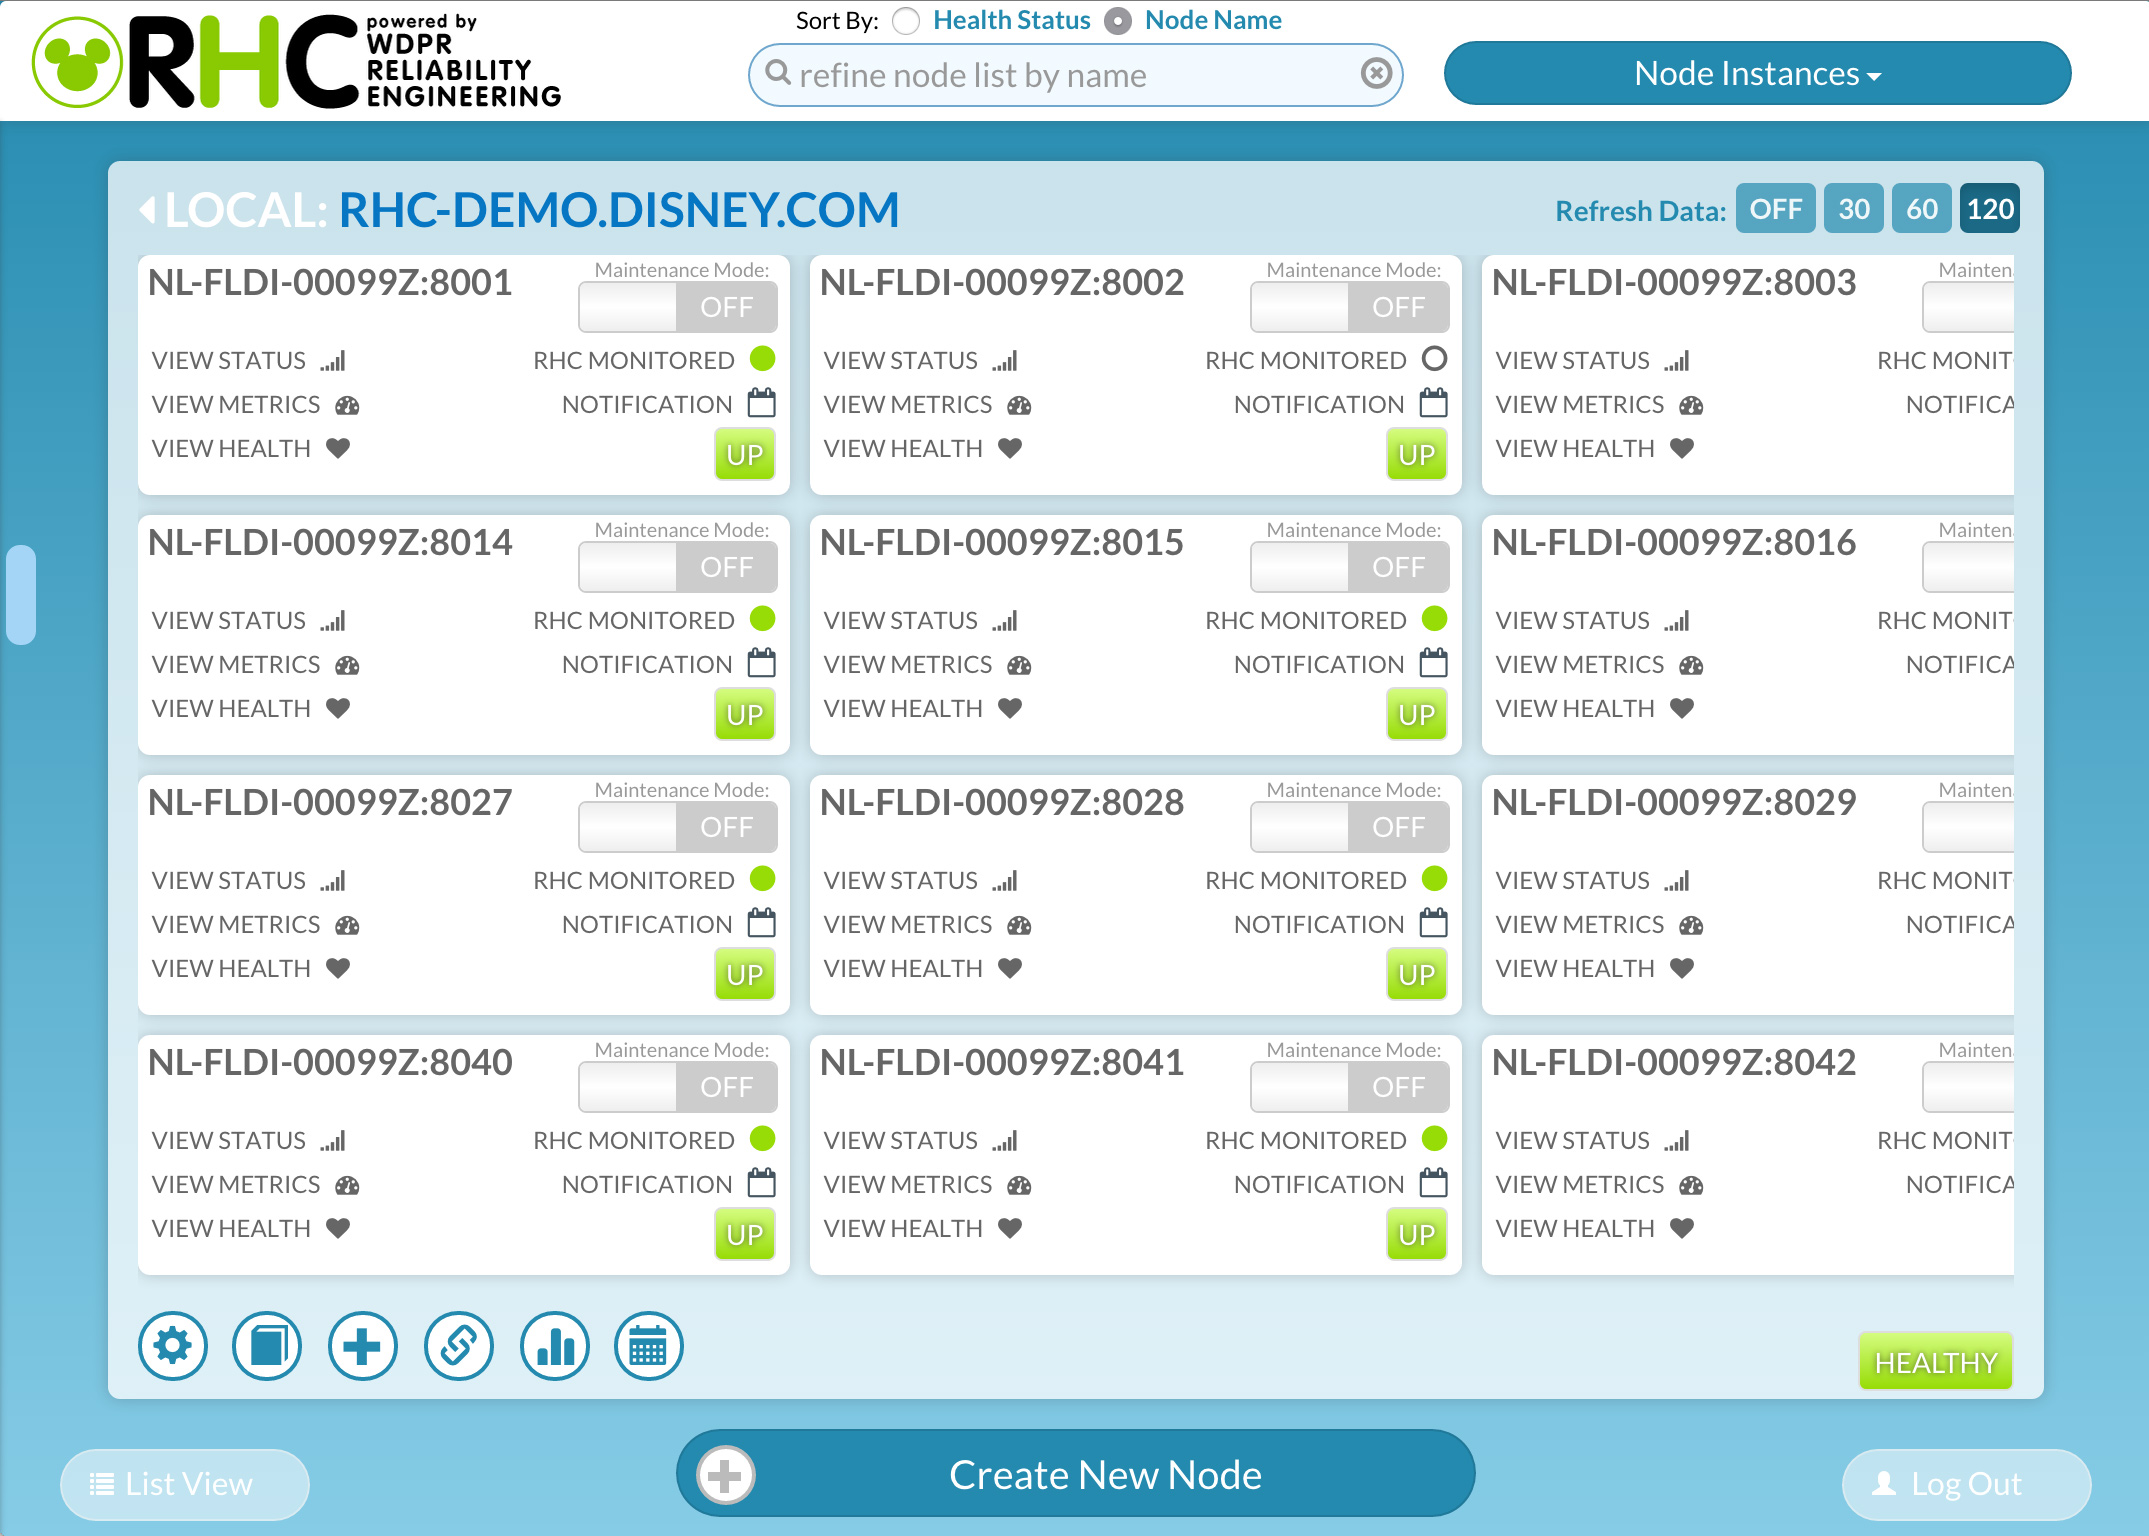 RHC powered by
WDPR
RELIABILITY
ENGINEERING
Sort By: Health Status Node Name
refine node list by name
Node Instances
LOCAL: RHC-DEMO.DISNEY.COM
Refresh Data: OFF 30 60 120
NL-FLDI-00099Z:8001 Maintenance Mode:
OFF
VIEW STATUS RHC MONITORED
VIEW METRICS NOTIFICATION
VIEW HEALTH UP
NL-FLDI-00099Z:8002 Maintenance Mode:
OFF
VIEW STATUS RHC MONITORED
VIEW METRICS NOTIFICATION
VIEW HEALTH UP
NL-FLDI-00099Z:8003 Mainten
VIEW STATUS RHC MONIT
VIEW METRICS NOTIFICA
VIEW HEALTH
NL-FLDI-00099Z:8014 Maintenance Mode:
OFF
VIEW STATUS RHC MONITORED
VIEW METRICS NOTIFICATION
VIEW HEALTH UP
NL-FLDI-00099Z:8015 Maintenance Mode:
OFF
VIEW STATUS RHC MONITORED
VIEW METRICS NOTIFICATION
VIEW HEALTH UP
NL-FLDI-00099Z:8016 Mainten
VIEW STATUS RHC MONIT
VIEW METRICS NOTIFICA
VIEW HEALTH
NL-FLDI-00099Z:8027 Maintenance Mode:
OFF
VIEW STATUS RHC MONITORED
VIEW METRICS NOTIFICATION
VIEW HEALTH UP
NL-FLDI-00099Z:8028 Maintenance Mode:
OFF
VIEW STATUS RHC MONITORED
VIEW METRICS NOTIFICATION
VIEW HEALTH UP
NL-FLDI-00099Z:8029 Mainten
VIEW STATUS RHC MONIT
VIEW METRICS NOTIFICA
VIEW HEALTH
NL-FLDI-00099Z:8040 Maintenance Mode:
OFF
VIEW STATUS RHC MONITORED
VIEW METRICS NOTIFICATION
VIEW HEALTH UP
NL-FLDI-00099Z:8041 Maintenance Mode:
OFF
VIEW STATUS RHC MONITORED
VIEW METRICS NOTIFICATION
VIEW HEALTH UP
NL-FLDI-00099Z:8042 Mainten
VIEW STATUS RHC MONIT
VIEW METRICS NOTIFICA
VIEW HEALTH
HEALTHY
List View
Create New Node
Log Out